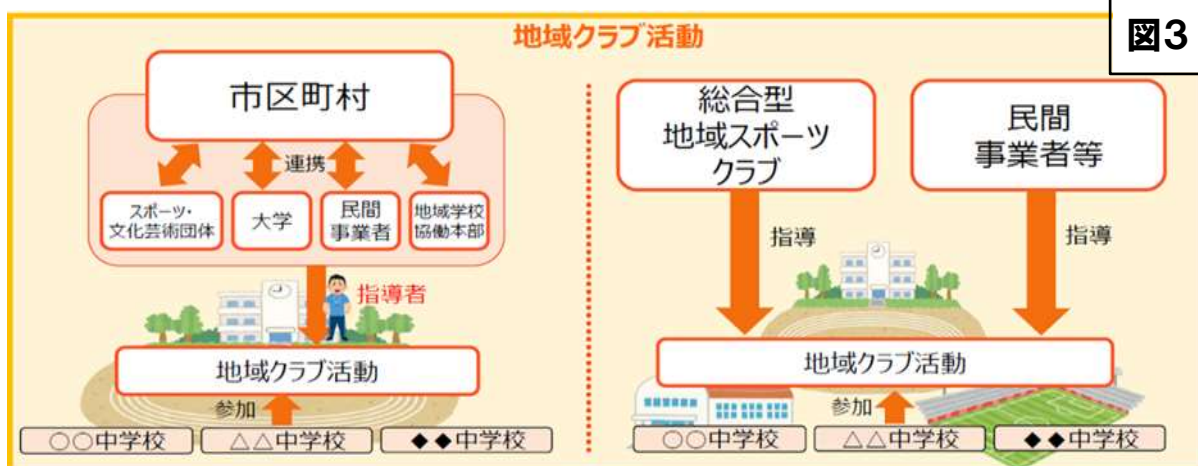 地域クラブ活動
図3
市区町村
連携
スポーツ・
文化芸術団体
大学
民間
事業者
地域学校
協働本部
指導者
地域クラブ活動
参加
○○中学校
△△中学校
◆◆中学校
総合型
地域スポーツ
クラブ
民間
事業者等
指導
指導
地域クラブ活動
参加
○○中学校
△△中学校
◆◆中学校